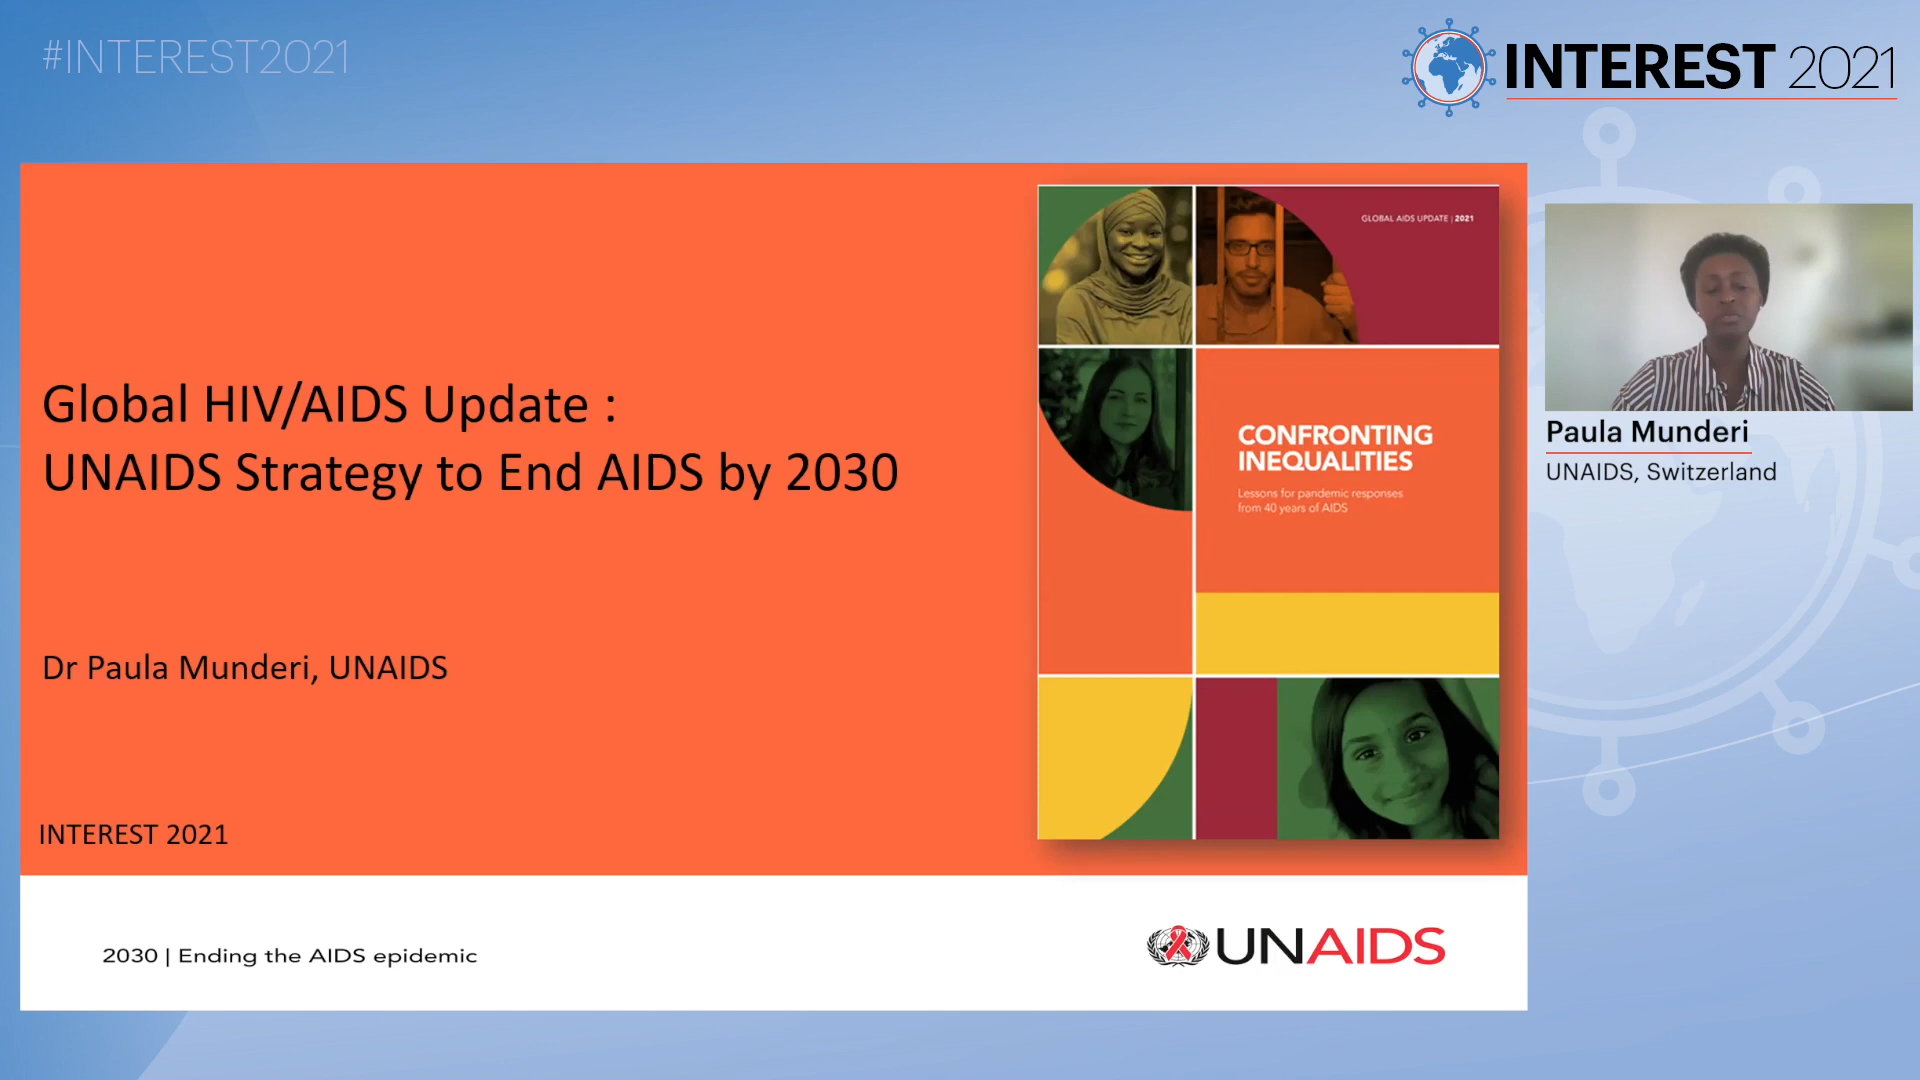 #INTEREST2021
INTEREST 2021
Global HIV/AIDS Update :
UNAIDS Strategy to End AIDS by 2030
Dr Paula Munderi, UNAIDS
INTEREST 2021
GLOBAL AIDS UPDATE | 2021
CONFRONTING
INEQUALITIES
Lessons for pandemic responses
from 40 years of AIDS
2030 | Ending the AIDS epidemic
UNAIDS
Paula Munderi
UNAIDS, Switzerland